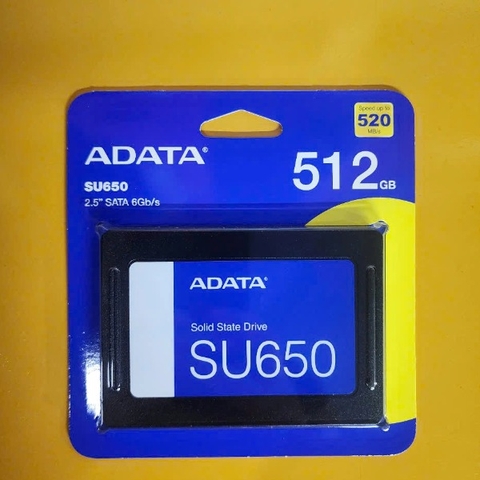 Speed up to
520
MB/s
ADATA®
512GB
SU650
2.5" SATA 6Gb/s
ADATA®
Solid State Drive
SU650